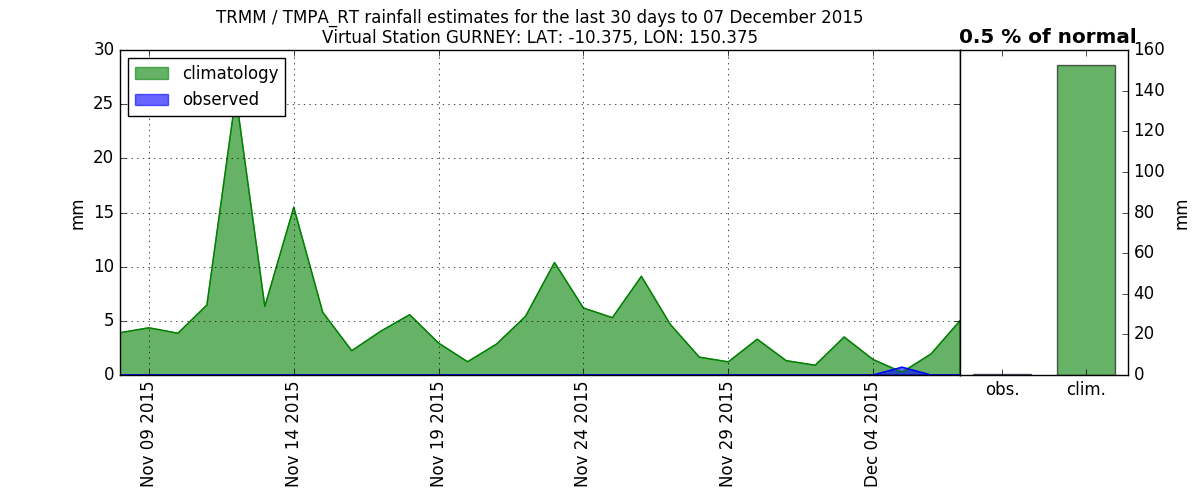 TRMM / TMPA_RT rainfall estimates for the last 30 days to 07 December 2015
Virtual Station GURNEY: LAT: -10.375, LON: 150.375
0.5 % of normal
climatology
observed
30
25
20
15
10
5
0
mm
Nov 09 2015
Nov 14 2015
Nov 19 2015
Nov 24 2015
Nov 29 2015
Dec 04 2015
160
140
120
100
80
60
40
20
0
mm
obs.
clim.